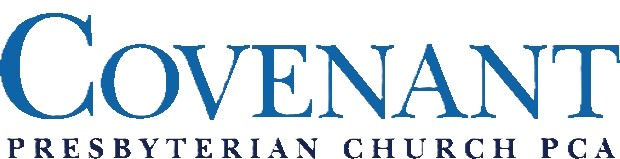 COVENANT
PRESBYTERIAN CHURCH PCA